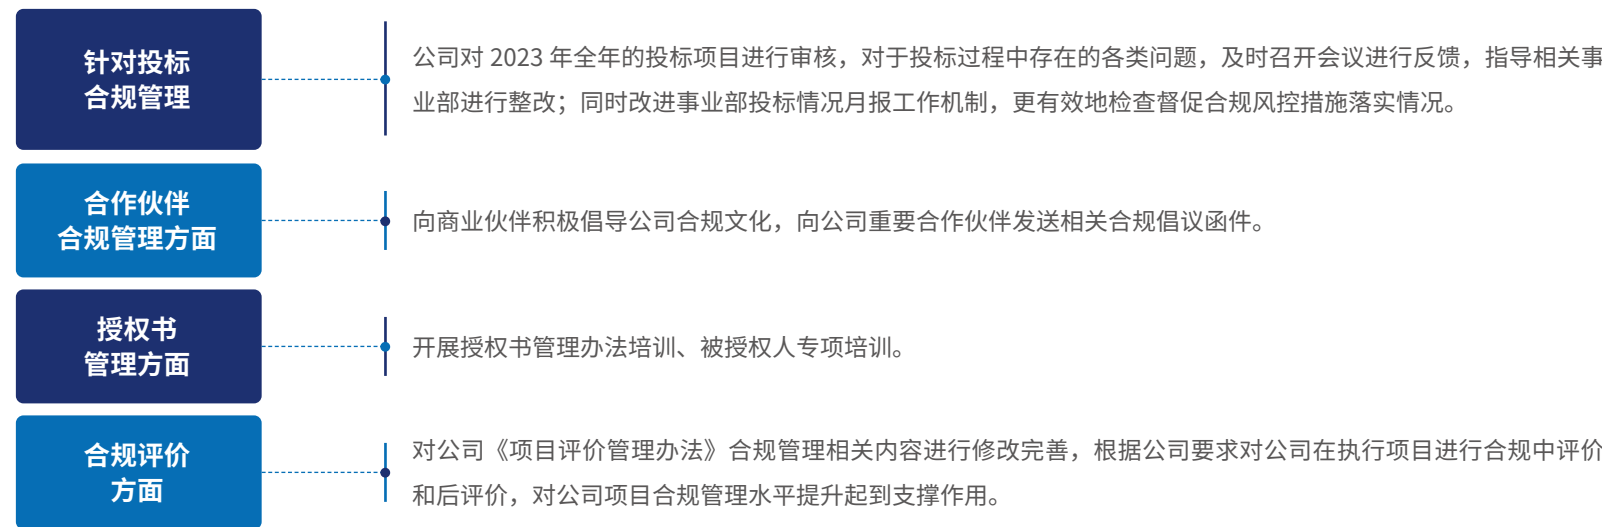 针对投标
合规管理
公司对 2023 年全年的投标项目进行审核，对于投标过程中存在的各类问题，及时召开会议进行反馈，指导相关事
业部进行整改；同时改进事业部投标情况月报工作机制，更有效地检查督促合规风控措施落实情况。
合作伙伴
合规管理方面
向商业伙伴积极倡导公司合规文化，向公司重要合作伙伴发送相关合规倡议函件。
授权书
管理方面
开展授权书管理办法培训、被授权人专项培训。
合规评价
方面
对公司《项目评价管理办法》合规管理相关内容进行修改完善，根据公司要求对公司在执行项目进行合规中评价
和后评价，对公司项目合规管理水平提升起到支撑作用。